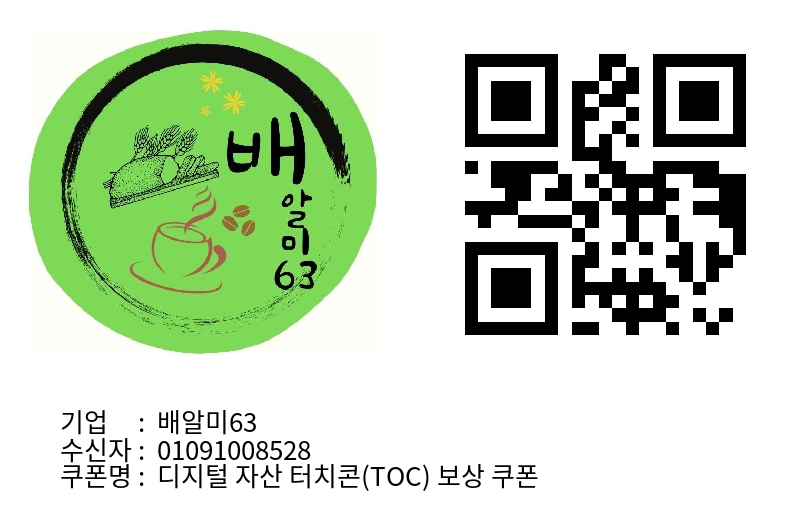 배
알
미
63
기업 : 배알미63
수신자 : 01091008528
쿠폰명 : 디지털 자산 터치콘(TOC) 보상 쿠폰